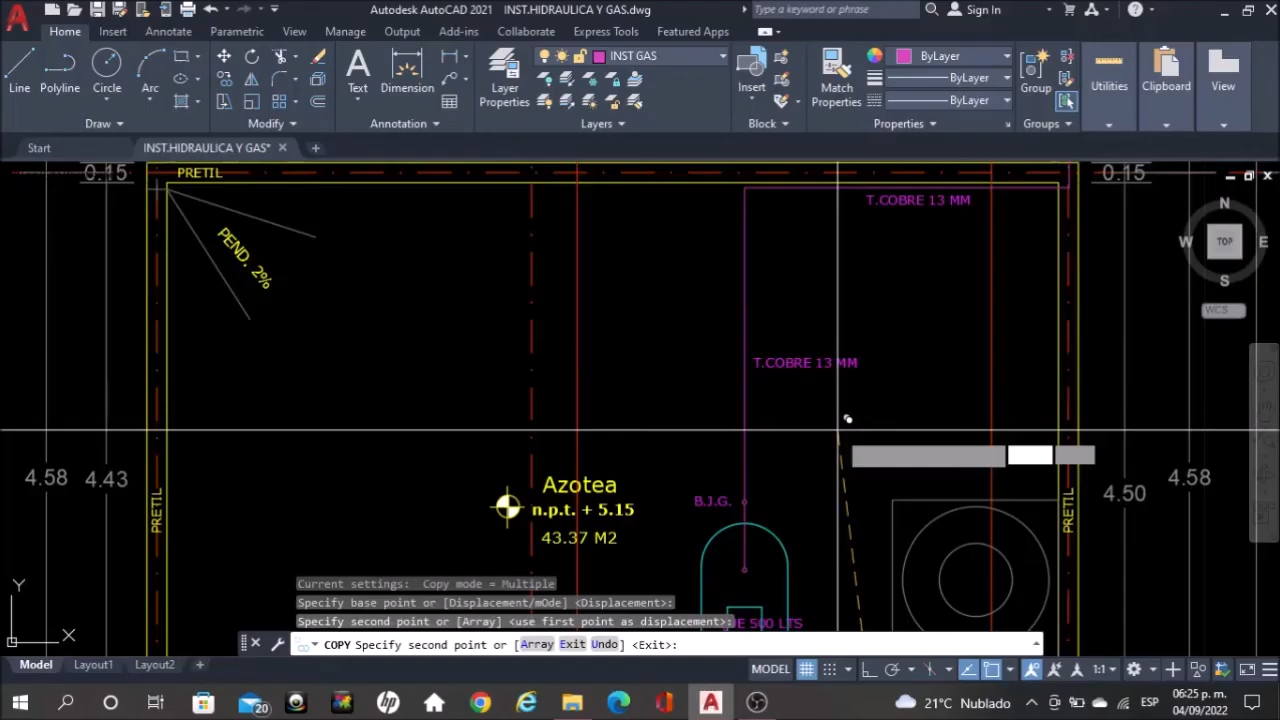 Autodesk AutoCAD 2021 INST.HIDRAULICA Y GAS.dwg
Type a keyword or phrase
Sign In
Home Insert Annotate Parametric View Manage Output Add-ins Collaborate Express Tools Featured Apps
INST GAS
ByLayer
ByLayer
ByLayer
Line Polyline Circle Arc
Text Dimension
Layer Properties
Insert
Match Properties
Group
Utilities Clipboard View
Draw Modify Annotation Layers Block Properties Groups
Start INST.HIDRAULICA Y GAS*
0.15
PRETIL
0.15
T.COBRE 13 MM
N
W TOP E
S
WCS
PEND. 2%
T.COBRE 13 MM
4.58 4.43
4.50 4.58
PRETIL
PRETIL
Azotea
n.p.t. + 5.15
43.37 M2
B.J.G.
500 LTS
Y
X
Current settings: Copy mode = Multiple
Specify base point or [Displacement/mOde] <Displacement>:
Specify second point or [Array] <use first point as displacement>:
COPY Specify second point or [Array Exit Undo] <Exit>:
Model Layout1 Layout2
MODEL 1:1
20
21°C Nublado
ESP
06:25 p. m.
04/09/2022